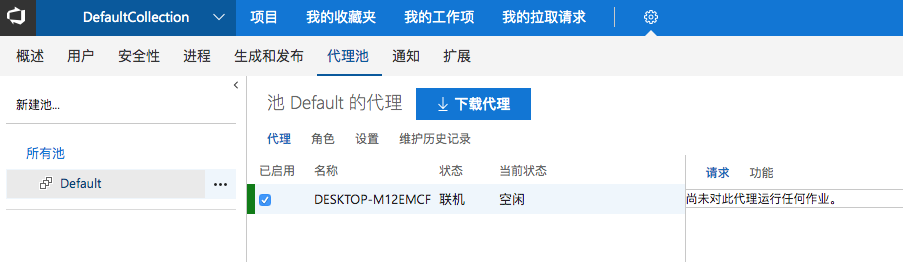 DefaultCollection 项目 我的收藏夹 我的工作项 我的拉取请求
概述 用户 安全性 进程 生成和发布 代理池 通知 扩展
新建池...
所有池
Default ...
池 Default 的代理 下载代理
代理 角色 设置 维护历史记录
已启用 名称 状态 当前状态
DESKTOP-M12EMCF 联机 空闲
请求 功能
尚未对此代理运行任何作业。